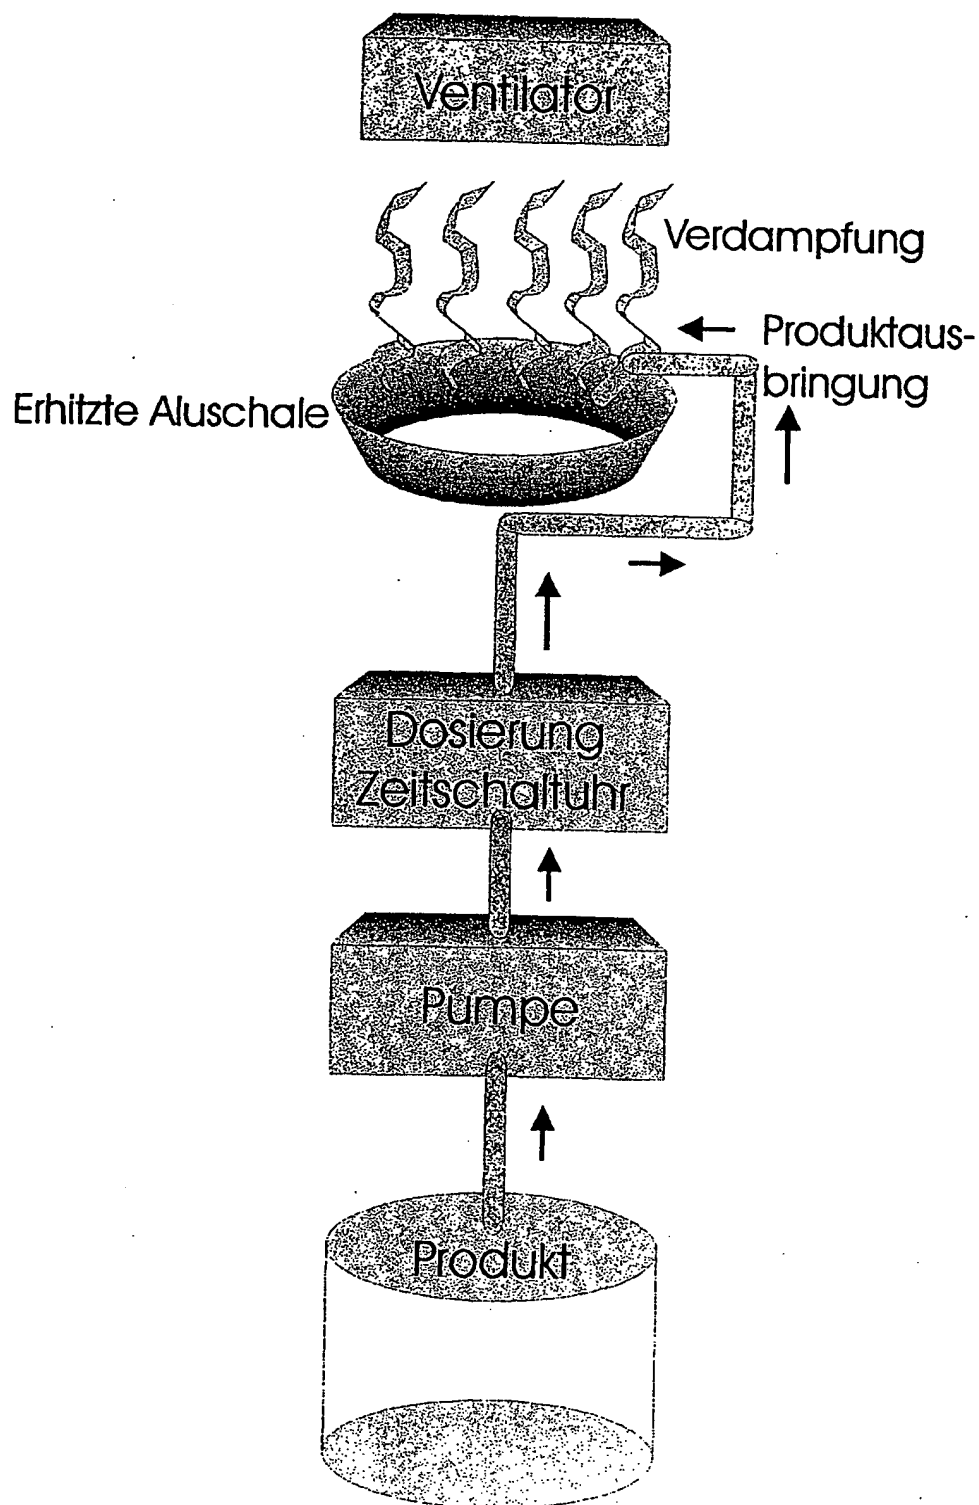 Ventilator
Verdampfung
Produktaus-
bringung
Erhitzte Aluschale
Dosierung
Zeitschaltuhr
Pumpe
Produkt